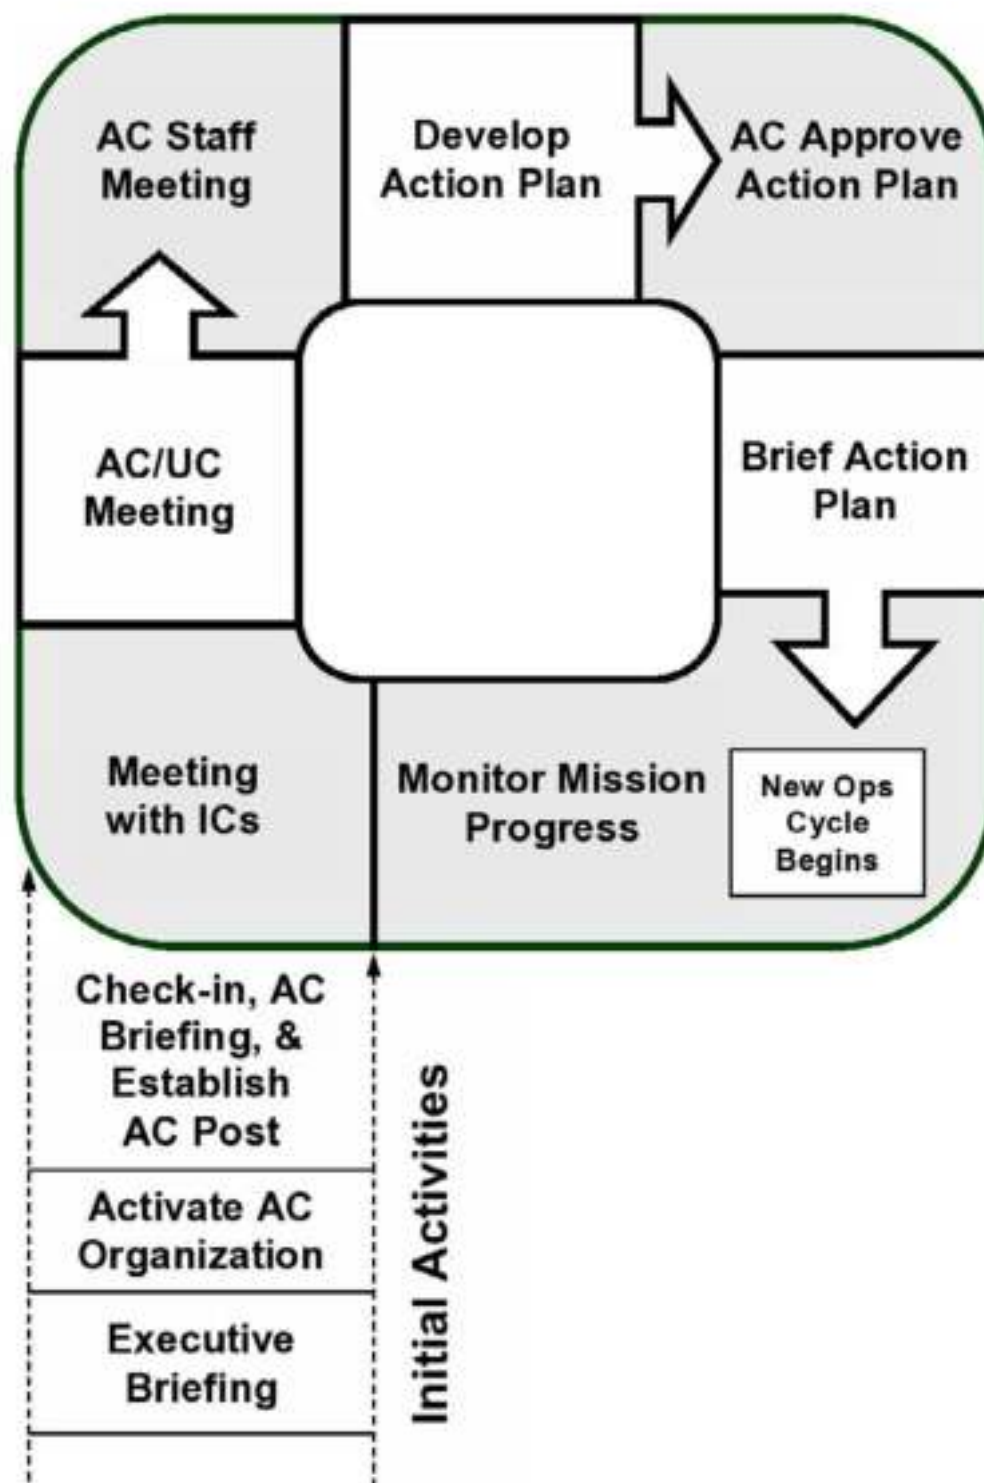 AC Staff
Meeting
Develop
Action Plan
AC Approve
Action Plan
AC/UC
Meeting
Brief Action
Plan
Meeting
with ICs
Monitor Mission
Progress
New Ops
Cycle
Begins
Check-in, AC
Briefing, &
Establish
AC Post
Activate AC
Organization
Executive
Briefing
Initial Activities